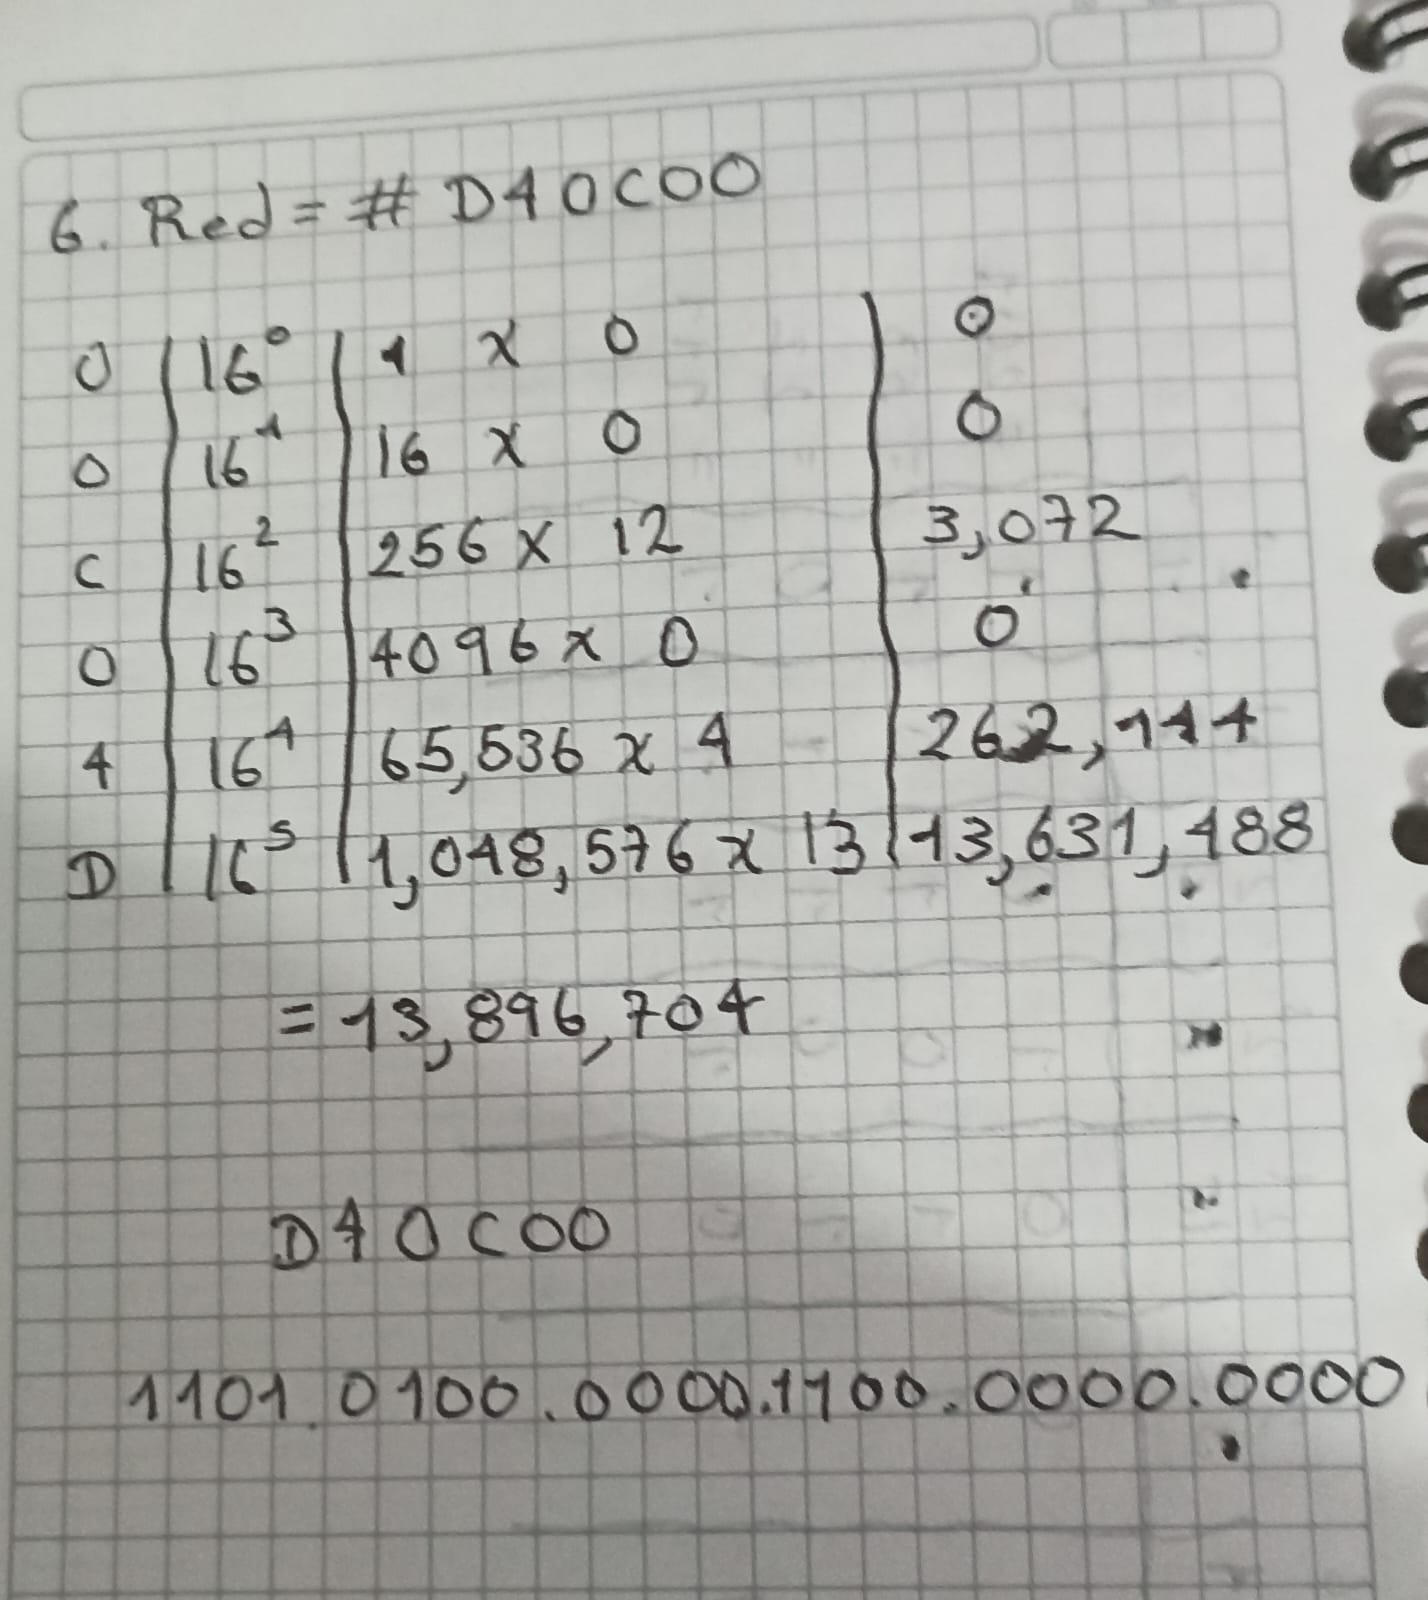 6. Red = # D40C00
0 | 16⁰ | 1 x 0 | 0
0 | 16¹ | 16 x 0 | 0
C | 16² | 256 x 12 | 3,072
0 | 16³ | 4096 x 0 | 0
4 | 16⁴ | 65,536 x 4 | 262,144
D | 16⁵ | 1,048,576 x 13 | 13,631,488
= 13,896,704
D40C00
1101.0100.0000.1100.0000.0000